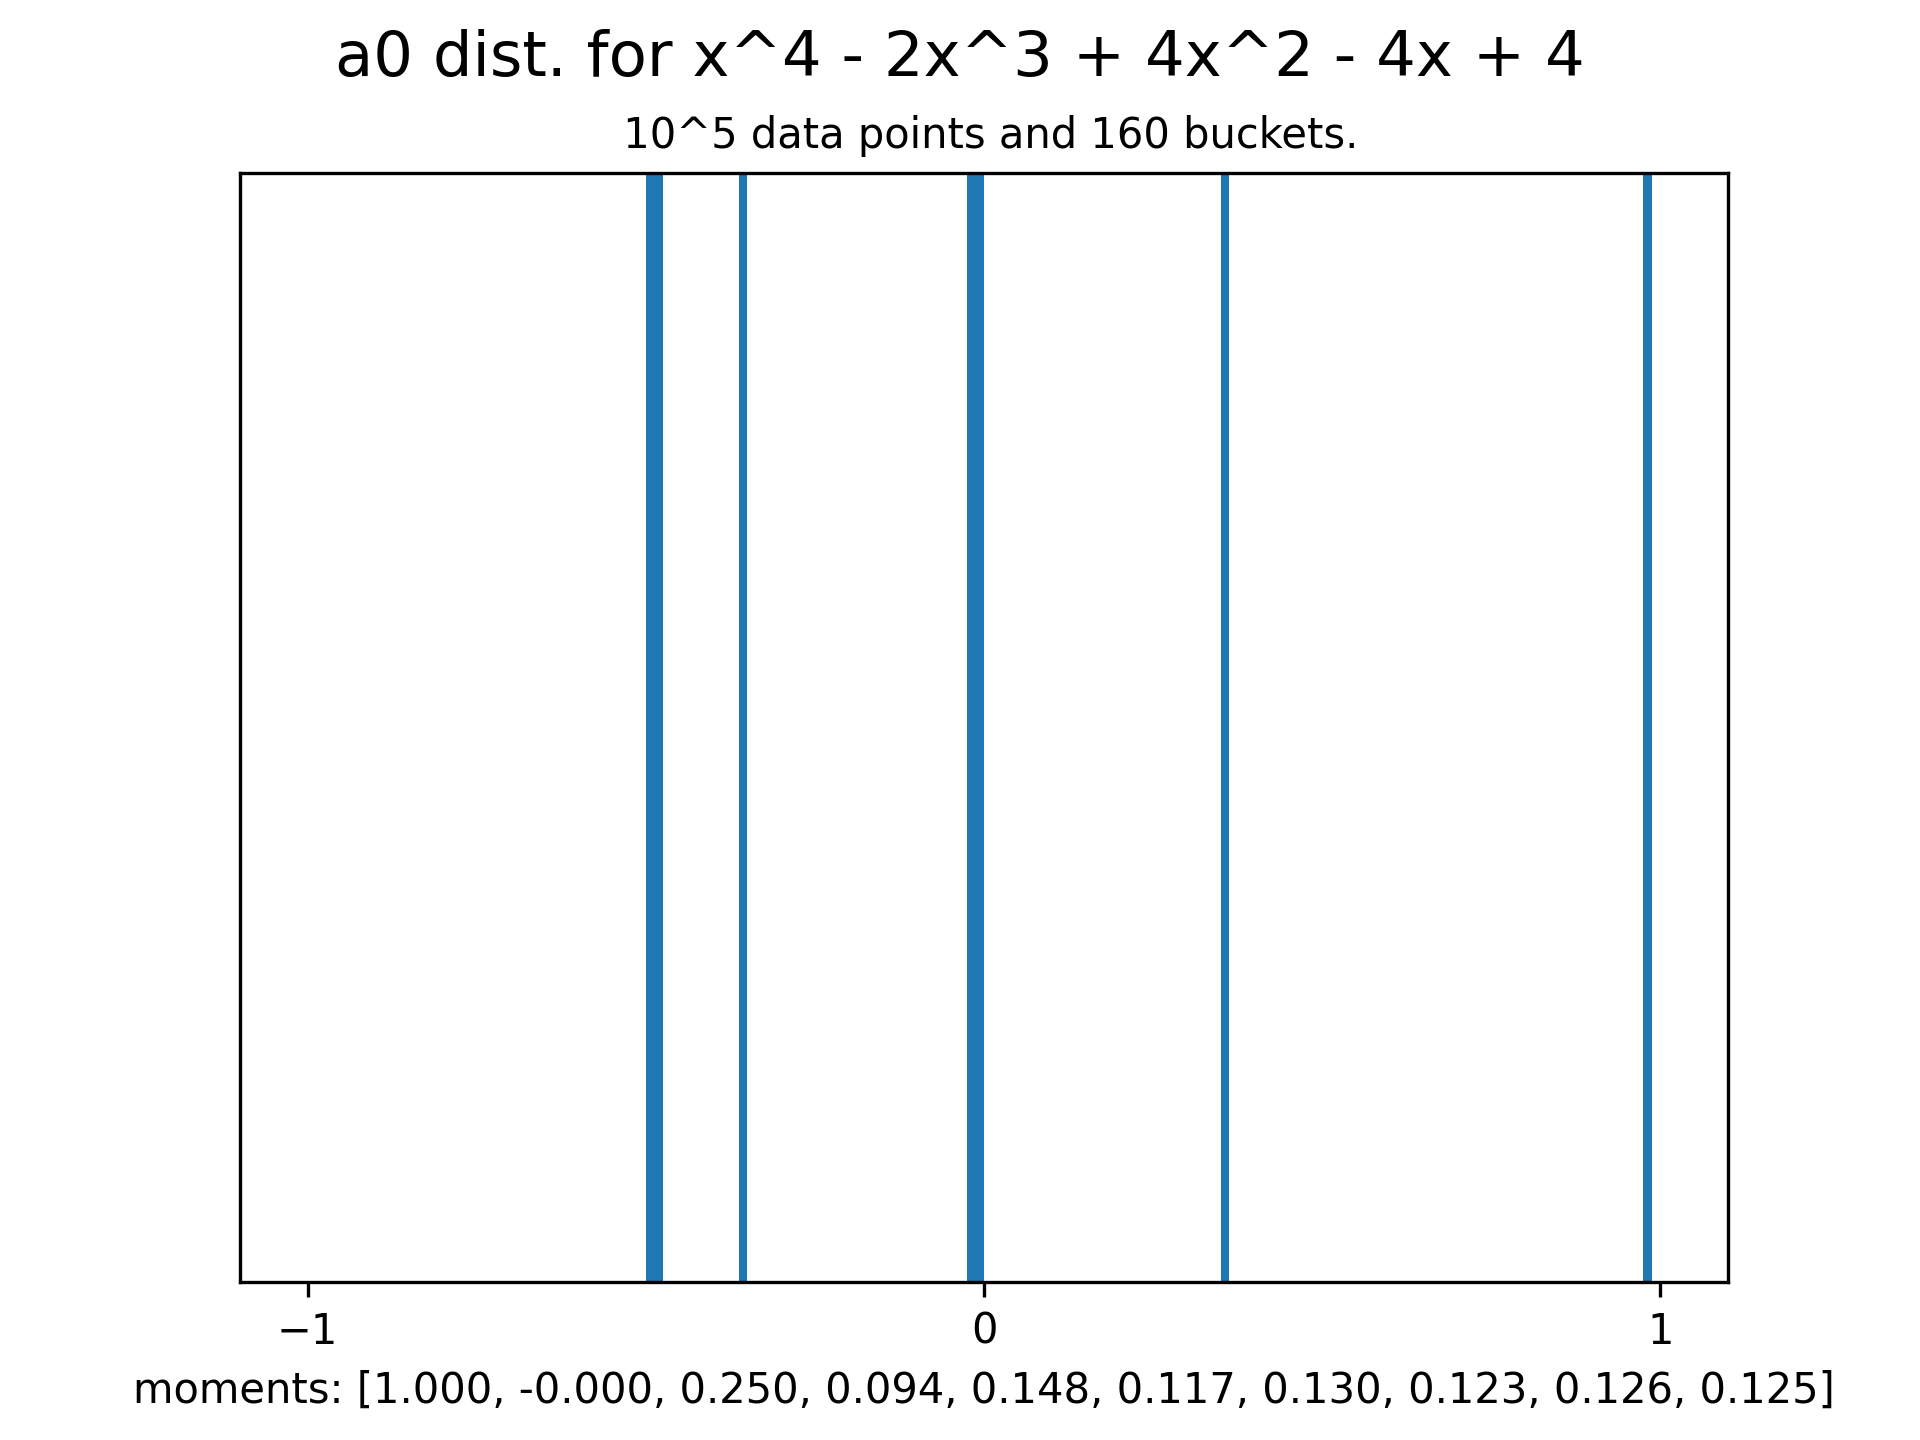 a0 dist. for x^4 - 2x^3 + 4x^2 - 4x + 4
10^5 data points and 160 buckets.
−1 0 1
moments: [1.000, -0.000, 0.250, 0.094, 0.148, 0.117, 0.130, 0.123, 0.126, 0.125]